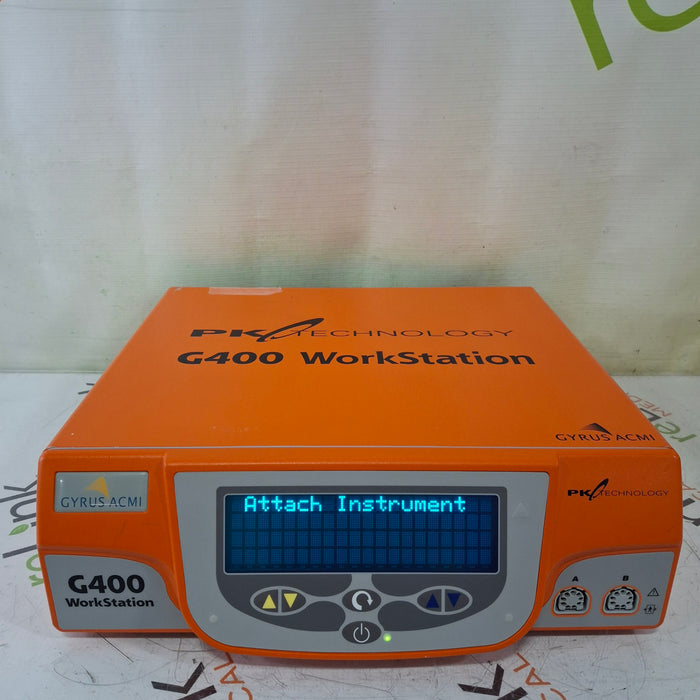 PK TECHNOLOGY
G400 WorkStation
GYRUS ACMI
GYRUS ACMI
Attach Instrument
PK TECHNOLOGY
G400
WorkStation
A B